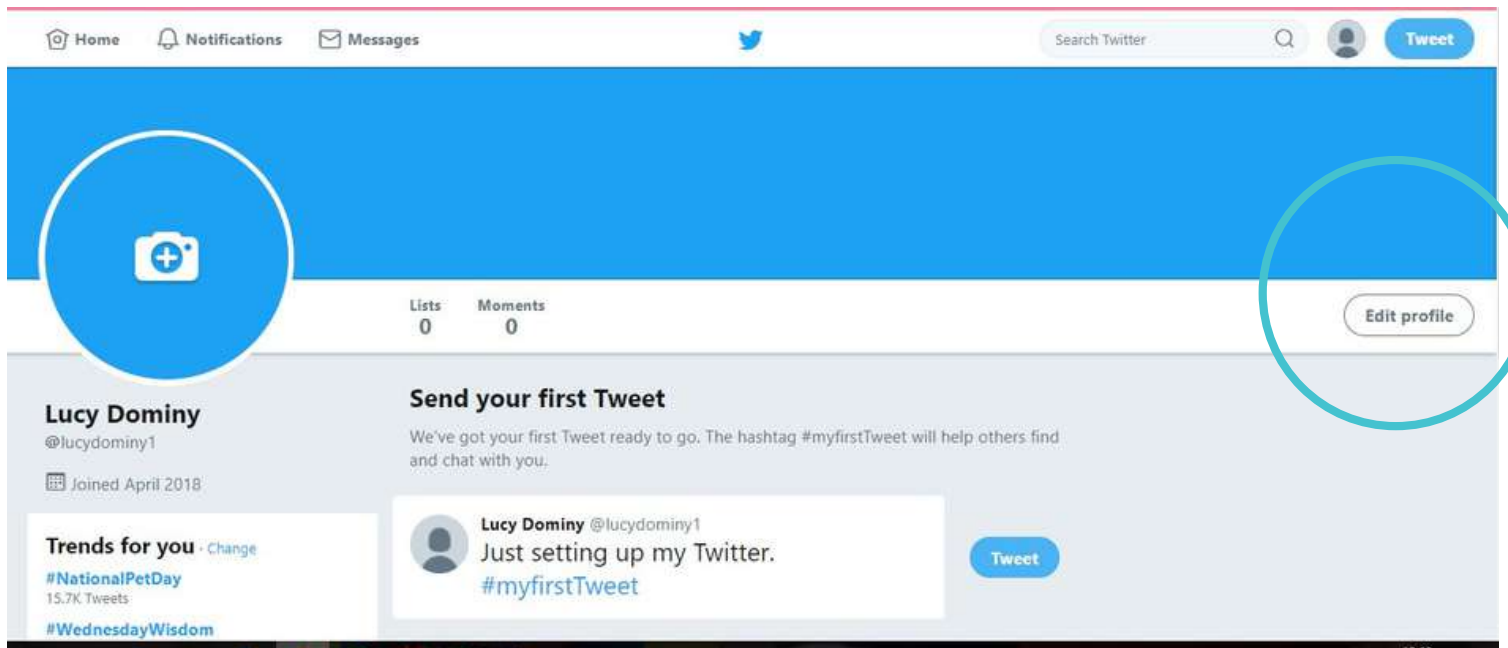 Home Notifications Messages Search Twitter Tweet
Lists Moments
0 0
Edit profile
Lucy Dominy
@lucydominy1
Joined April 2018
Trends for you · Change
#NationalPetDay
15.7K Tweets
#WednesdayWisdom
Send your first Tweet
We've got your first Tweet ready to go. The hashtag #myfirstTweet will help others find
and chat with you.
Lucy Dominy @lucydominy1
Just setting up my Twitter.
#myfirstTweet
Tweet